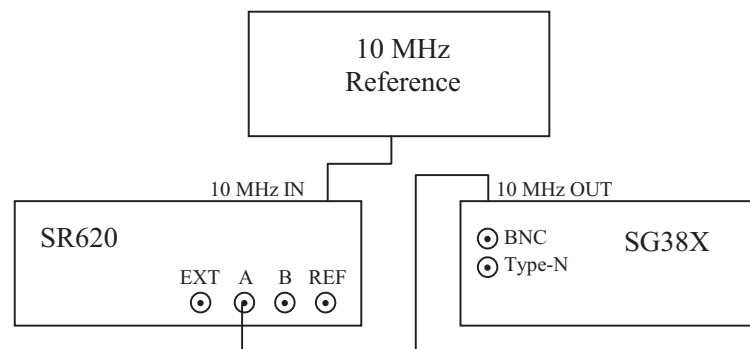 10 MHz
Reference
10 MHz IN
10 MHz OUT
SR620
EXT A B REF
BNC
Type-N
SG38X